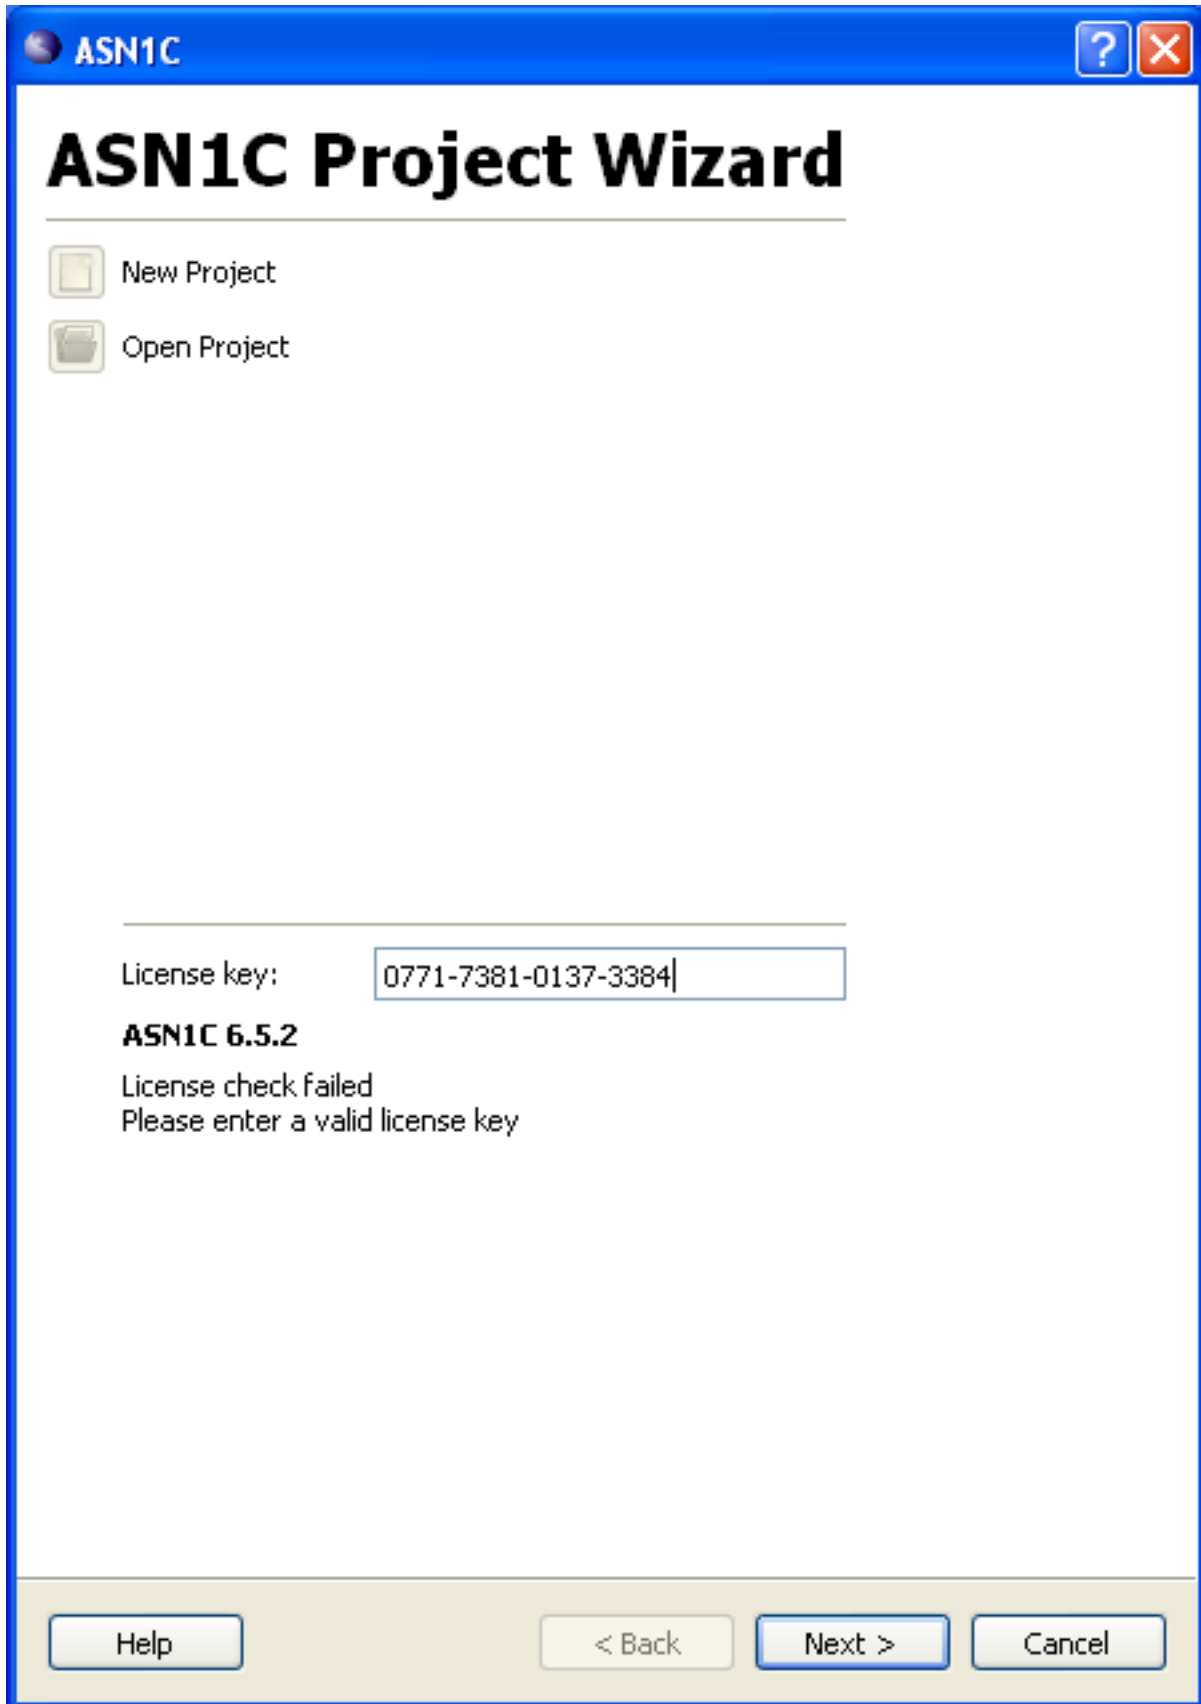 ASN1C
?
ASN1C Project Wizard
New Project
Open Project
License key: 0771-7381-0137-3384
ASN1C 6.5.2
License check failed
Please enter a valid license key
Help < Back Next > Cancel